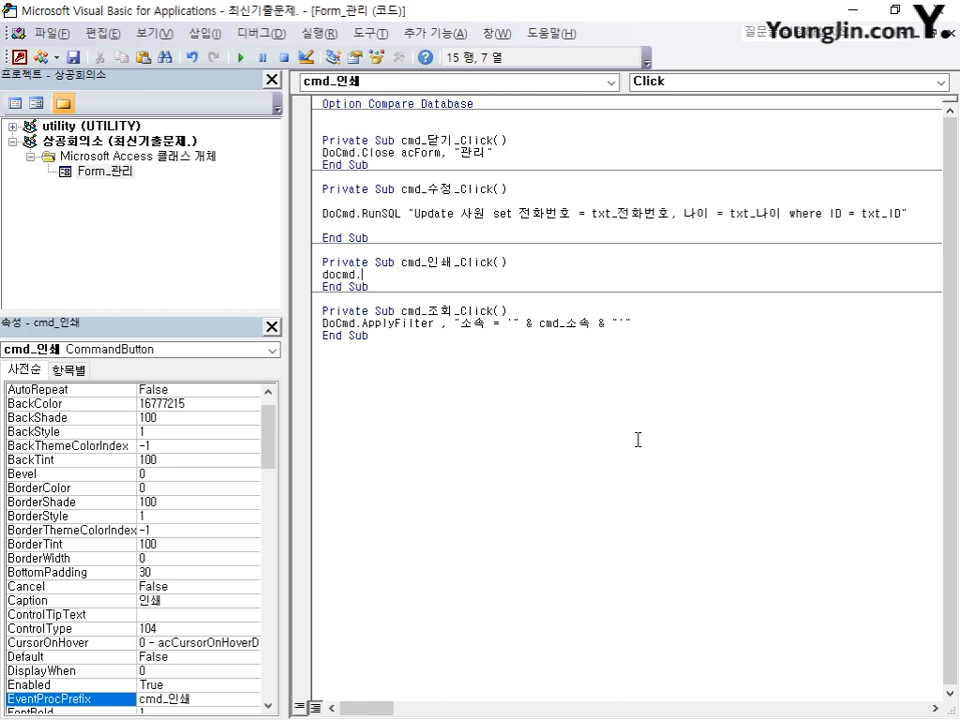 Microsoft Visual Basic for Applications - 최신기출문제. - [Form_관리 (코드)]
파일(F) 편집(E) 보기(V) 삽입(I) 디버그(D) 실행(R) 도구(T) 추가 기능(A) 창(W) 도움말(H)
Younglin.com Y.
15 행, 7 열
프로젝트 - 상공회의소
cmd_인쇄
Click
utility (UTILITY)
상공회의소 (최신기출문제.)
Microsoft Access 클래스 개체
Form_관리
Option Compare Database
Private Sub cmd_닫기_Click()
DoCmd.Close acForm, "관리"
End Sub
Private Sub cmd_수정_Click()
DoCmd.RunSQL "Update 사원 set 전화번호 = txt_전화번호, 나이 = txt_나이 where ID = txt_ID"
End Sub
Private Sub cmd_인쇄_Click()
docmd.
End Sub
Private Sub cmd_조회_Click()
DoCmd.ApplyFilter , "소속 = '" & cmd_소속 & "'"
End Sub
속성 - cmd_인쇄
cmd_인쇄 CommandButton
사전순 항목별
AutoRepeat False
BackColor 16777215
BackShade 100
BackStyle 1
BackThemeColorIndex -1
BackTint 100
Bevel 0
BorderColor 0
BorderShade 100
BorderStyle 1
BorderThemeColorIndex -1
BorderTint 100
BorderWidth 0
BottomPadding 30
Cancel False
Caption 인쇄
ControlTipText
ControlType 104
CursorOnHover 0 - acCursorOnHoverD
Default False
DisplayWhen 0
Enabled True
EventProcPrefix cmd_인쇄
FontBold 1